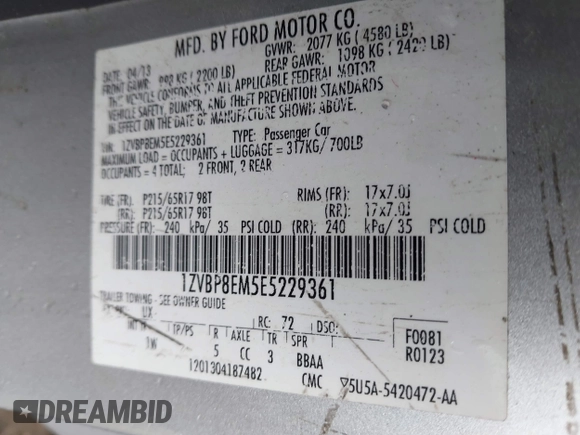 MFD. BY FORD MOTOR CO.
DATE: 04/13 GVWR: 2077 KG (4580 LB)
FRONT GAWR: 998 KG (2200 LB) REAR GAWR: 1098 KG (2420 LB)
THIS VEHICLE CONFORMS TO ALL APPLICABLE FEDERAL MOTOR
VEHICLE SAFETY, BUMPER, AND THEFT PREVENTION STANDARDS
IN EFFECT ON THE DATE OF MANUFACTURE SHOWN ABOVE.
VIN: 1ZVBP8EM5E5229361 TYPE: Passenger Car
MAXIMUM LOAD = OCCUPANTS + LUGGAGE = 317KG/ 700LB
OCCUPANTS = 4 TOTAL; 2 FRONT, 2 REAR
TIRE (FR): P215/65R17 98T RIMS (FR): 17x7.0J
(RR): P215/65R17 98T (RR): 17x7.0J
PRESSURE (FR): 240 kPa/ 35 PSI COLD (RR): 240 kPa/ 35 PSI COLD
1ZVBP8EM5E5229361
TRAILER TOWING - SEE OWNER GUIDE
UX RC: 72 DSO: F0081
INT TR TP/PS R AXLE TR SPR R0123
1W 5 CC 3 BBAA
1201304187482 CMC ▽5U5A-5420472-AA
DREAMBID